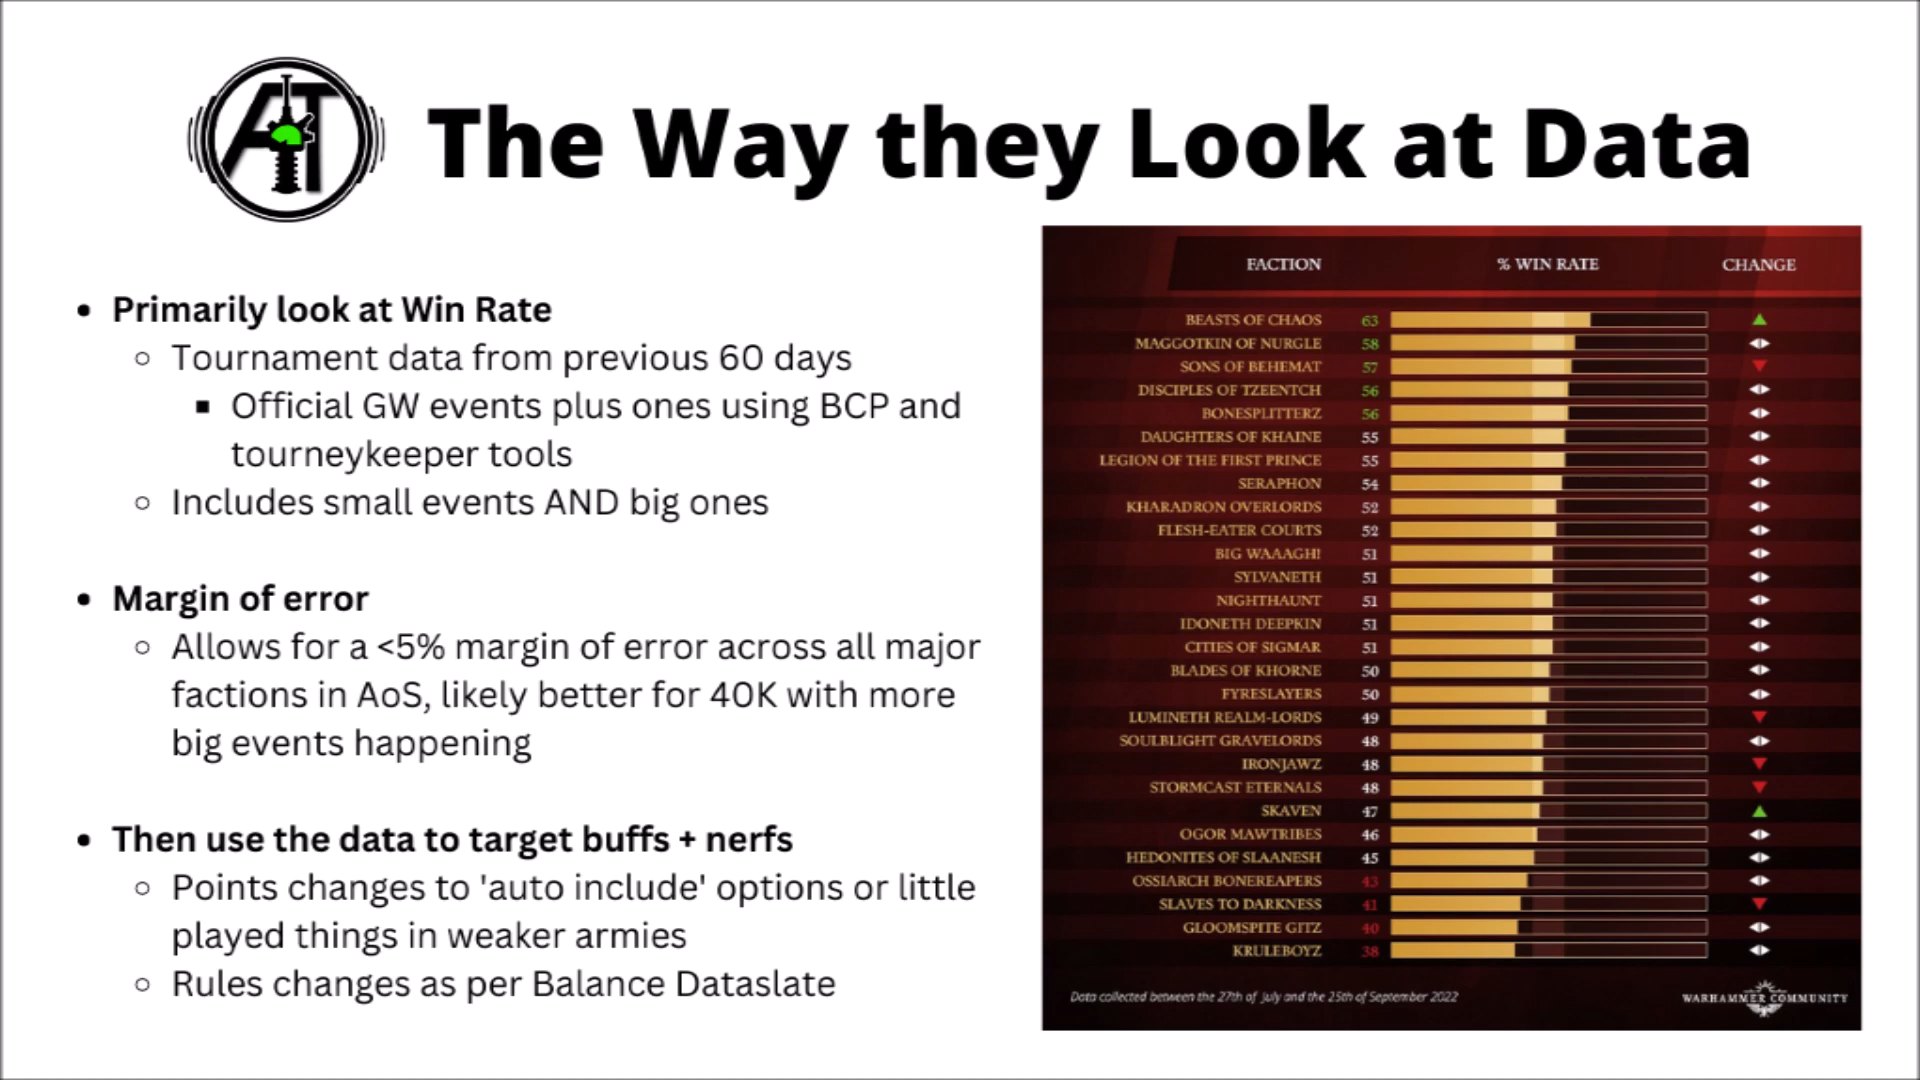 AT
The Way they Look at Data
• Primarily look at Win Rate
○ Tournament data from previous 60 days
▪ Official GW events plus ones using BCP and
tourneykeeper tools
○ Includes small events AND big ones
• Margin of error
○ Allows for a <5% margin of error across all major
factions in AoS, likely better for 40K with more
big events happening
• Then use the data to target buffs + nerfs
○ Points changes to 'auto include' options or little
played things in weaker armies
○ Rules changes as per Balance Dataslate
FACTION % WIN RATE CHANGE
BEASTS OF CHAOS 63
MAGGOTKIN OF NURGLE 58
SONS OF BEHEMAT 57
DISCIPLES OF TZEENTCH 56
BONESPLITTERZ 56
DAUGHTERS OF KHAINE 55
LEGION OF THE FIRST PRINCE 55
SERAPHON 54
KHARADRON OVERLORDS 52
FLESH-EATER COURTS 52
BIG WAAAGH! 51
SYLVANETH 51
NIGHTHAUNT 51
IDONETH DEEPKIN 51
CITIES OF SIGMAR 51
BLADES OF KHORNE 50
FYRESLAYERS 50
LUMINETH REALM-LORDS 49
SOULBLIGHT GRAVELORDS 48
IRONJAWZ 48
STORMCAST ETERNALS 48
SKAVEN 47
OGOR MAWTRIBES 46
HEDONITES OF SLAANESH 45
OSSIARCH BONEREAPERS 43
SLAVES TO DARKNESS 41
GLOOMSPITE GITZ 40
KRULEBOYZ 38
Data collected between the 27th of July and the 25th of September 2022
WARHAMMER COMMUNITY